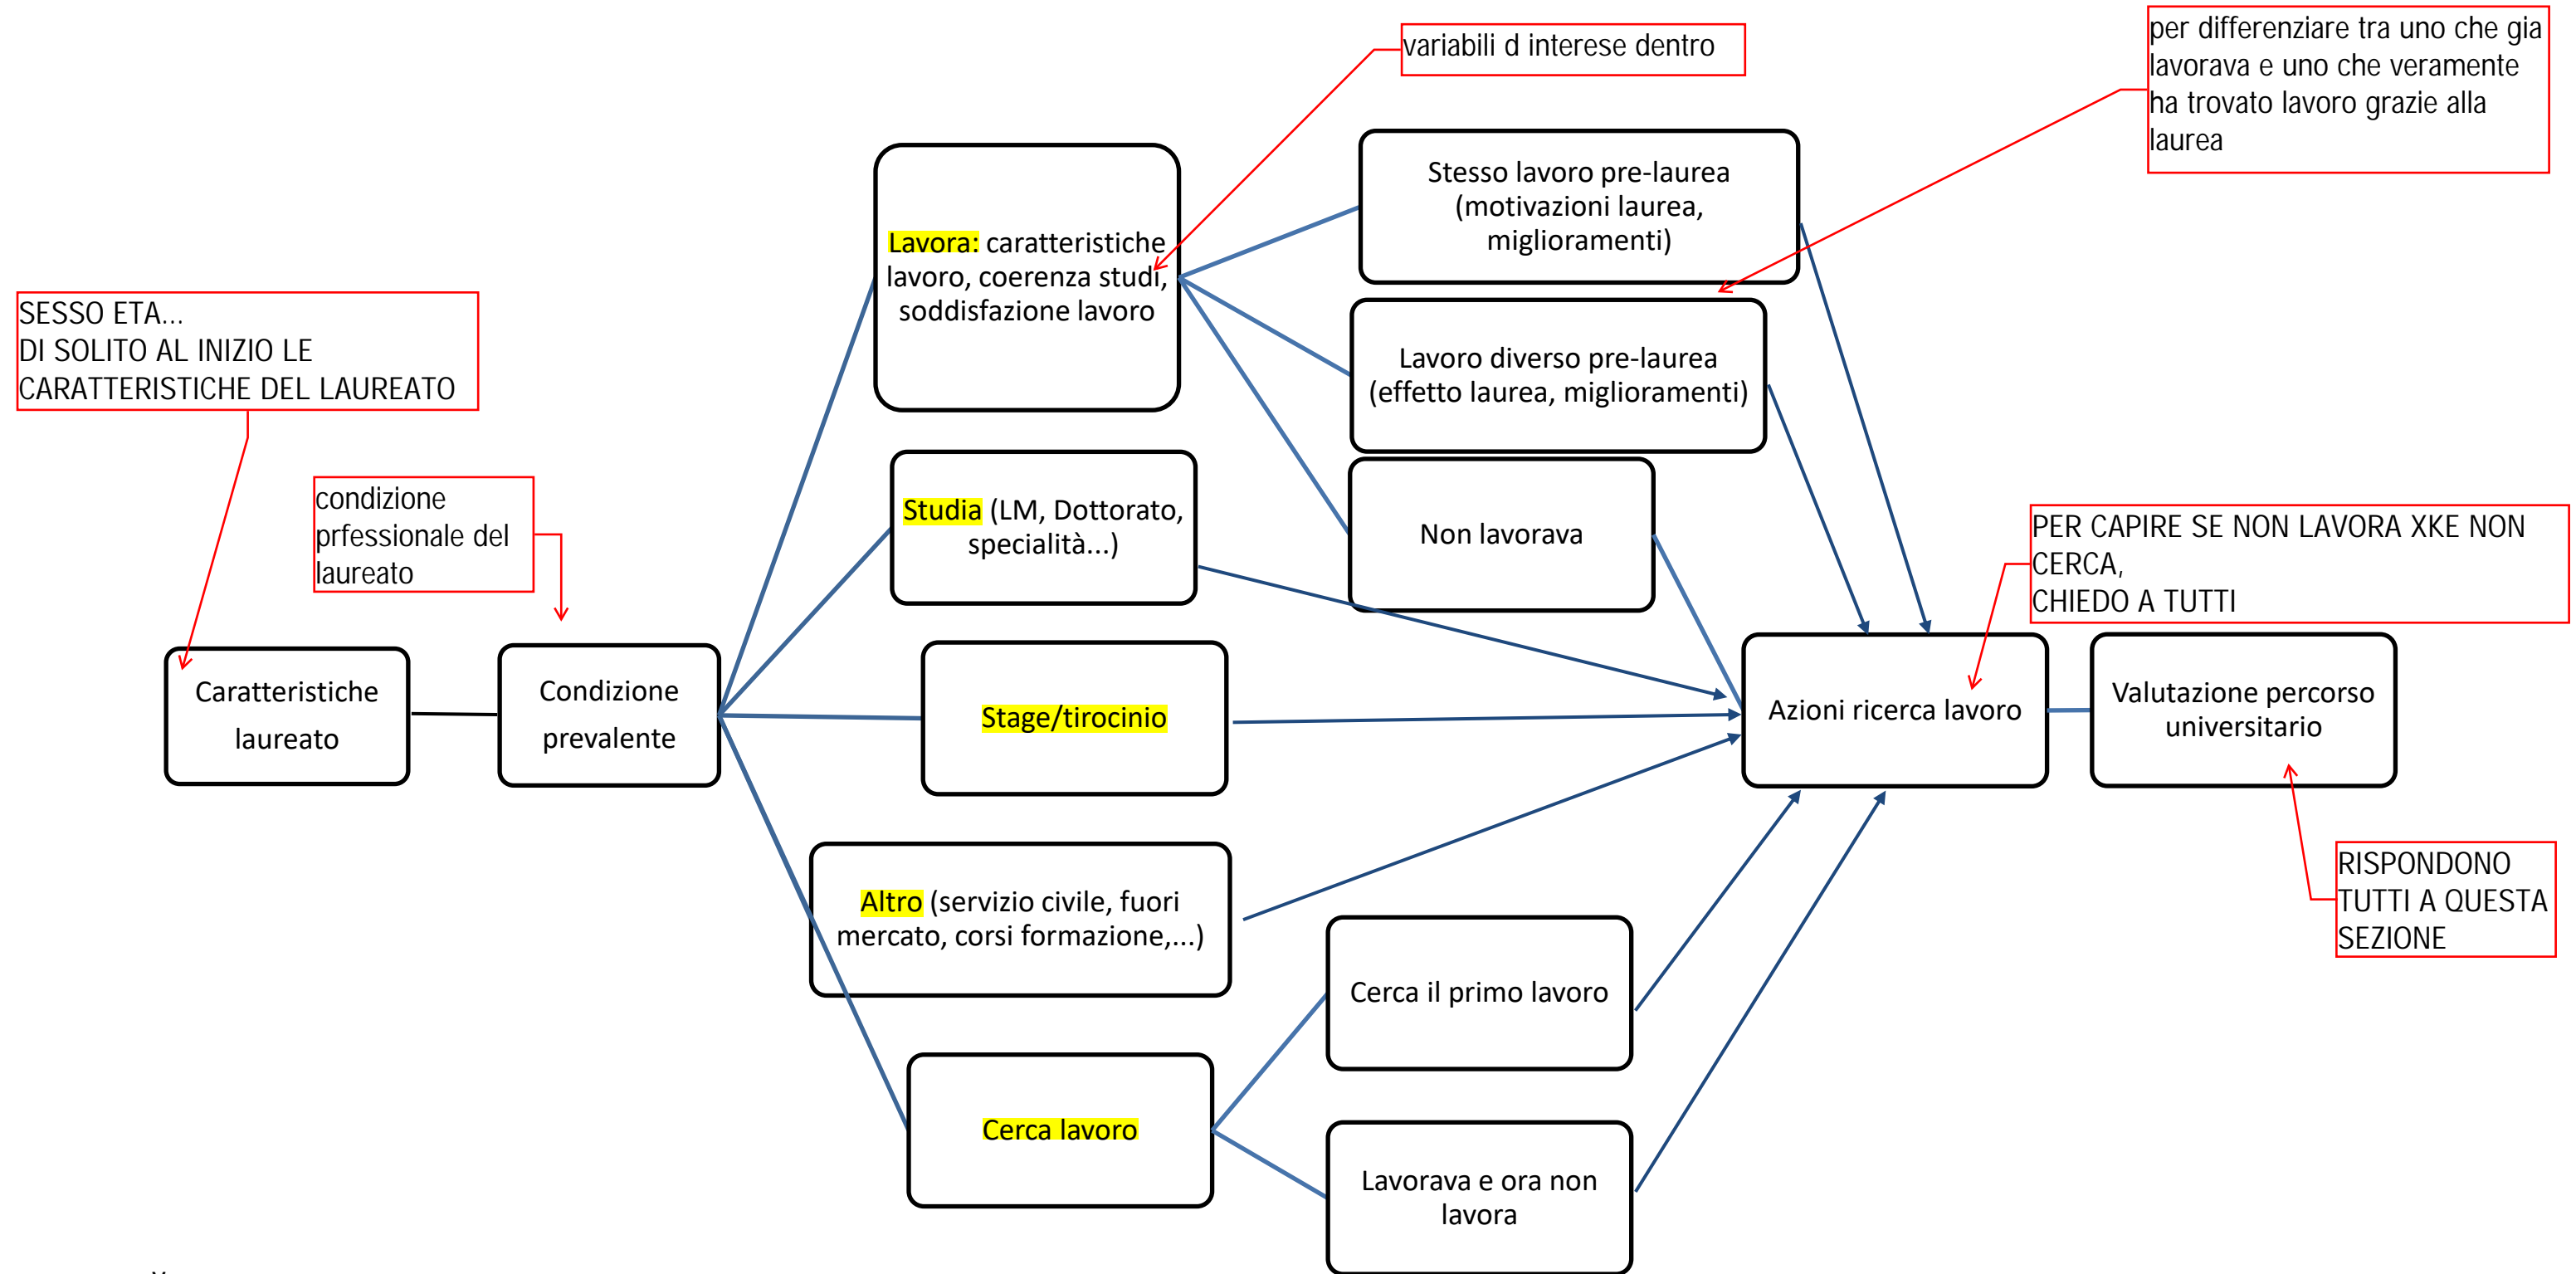 variabili d interese dentro
per differenziare tra uno che gia
lavorava e uno che veramente
ha trovato lavoro grazie alla
laurea
Stesso lavoro pre-laurea
(motivazioni laurea,
miglioramenti)
Lavora: caratteristiche
lavoro, coerenza studi,
soddisfazione lavoro
SESSO ETA...
DI SOLITO AL INIZIO LE
CARATTERISTICHE DEL LAUREATO
Lavoro diverso pre-laurea
(effetto laurea, miglioramenti)
condizione
prfessionale del
laureato
Studia (LM, Dottorato,
specialità...)
Non lavorava
PER CAPIRE SE NON LAVORA XKE NON
CERCA,
CHIEDO A TUTTI
Caratteristiche
laureato
Condizione
prevalente
Stage/tirocinio
Azioni ricerca lavoro
Valutazione percorso
universitario
Altro (servizio civile, fuori
mercato, corsi formazione,...)
RISPONDONO
TUTTI A QUESTA
SEZIONE
Cerca il primo lavoro
Cerca lavoro
Lavorava e ora non
lavora